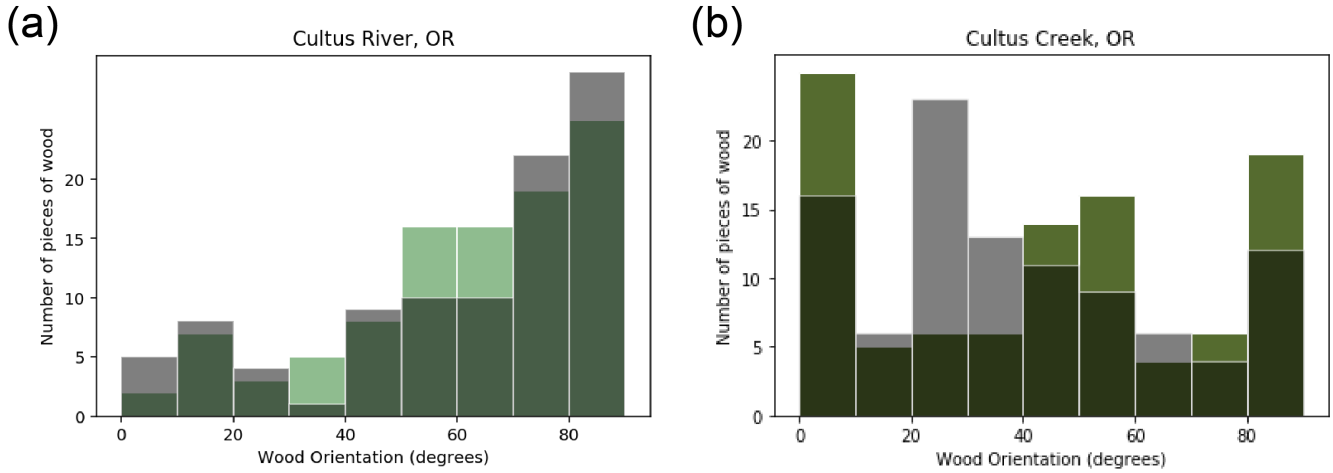 (a)
Cultus River, OR
Number of pieces of wood
20
15
10
5
0
0 20 40 60 80
Wood Orientation (degrees)
(b)
Cultus Creek, OR
Number of pieces of wood
20
15
10
5
0
0 20 40 60 80
Wood Orientation (degrees)